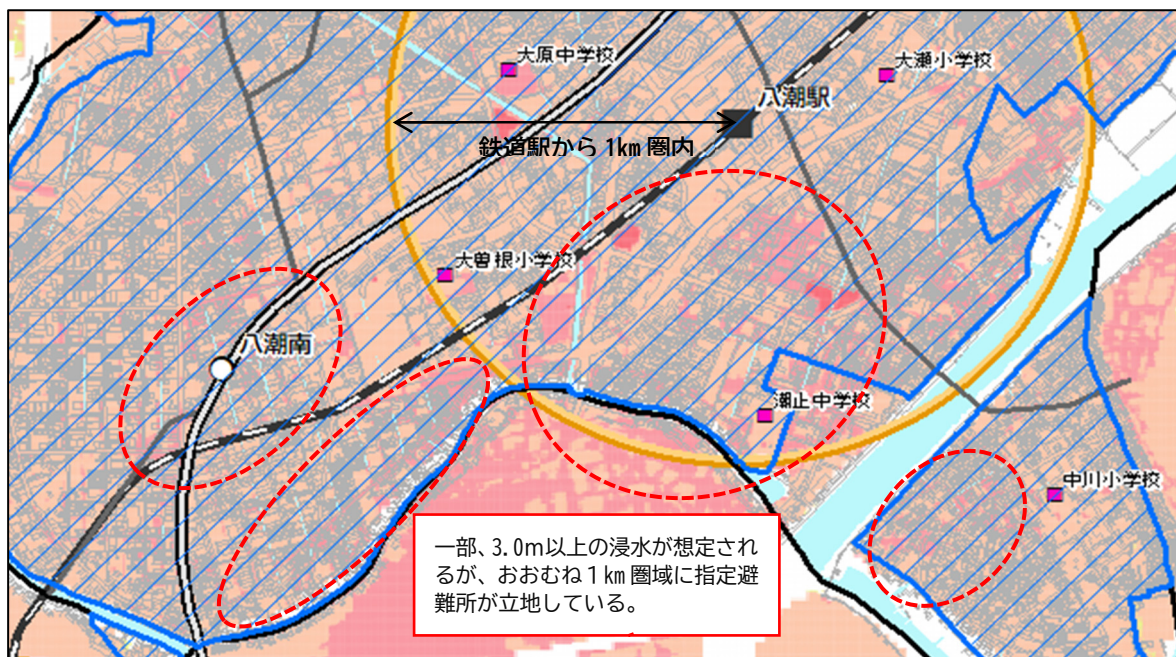 大原中学校
大瀬小学校
八潮駅
鉄道駅から1km圏内
大曽根小学校
八潮南
潮止中学校
中川小学校
一部、3.0m以上の浸水が想定され
るが、おおむね1km圏域に指定避
難所が立地している。